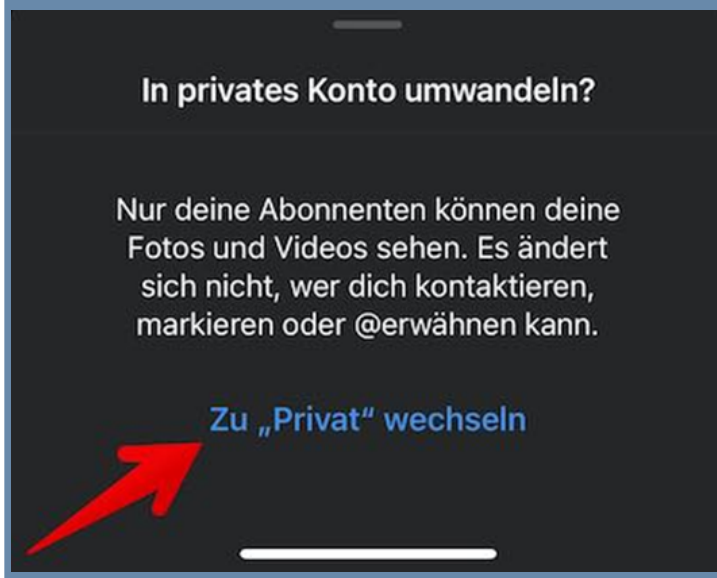 In privates Konto umwandeln?
Nur deine Abonnenten können deine
Fotos und Videos sehen. Es ändert
sich nicht, wer dich kontaktieren,
markieren oder @erwähnen kann.
Zu „Privat“ wechseln